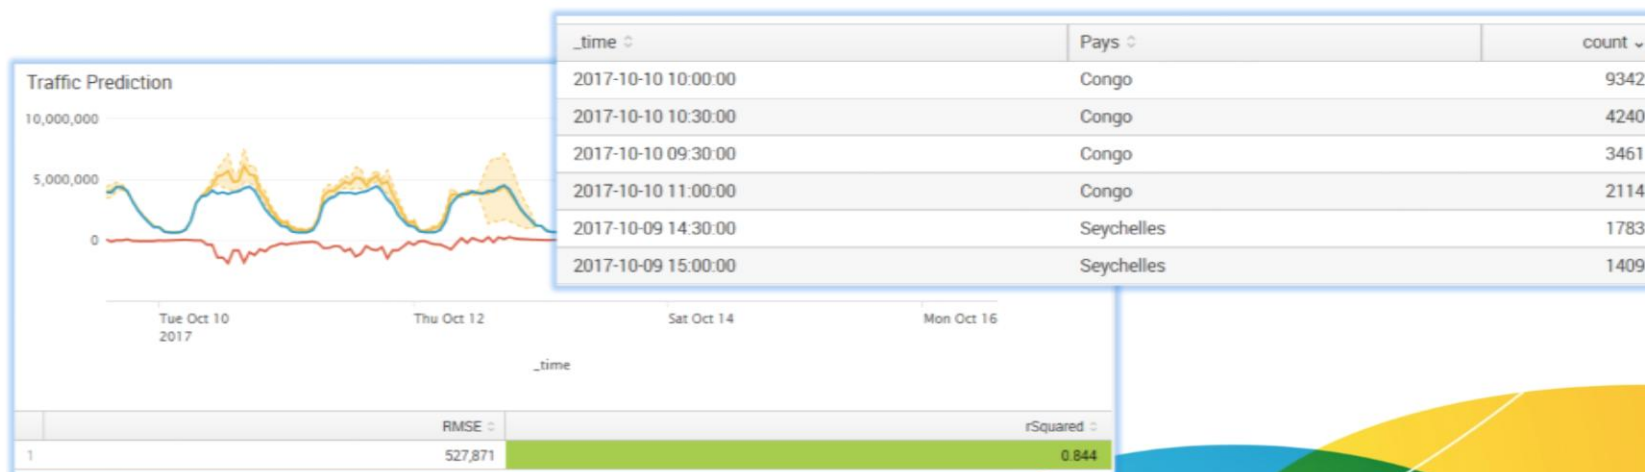 _time Pays count
2017-10-10 10:00:00 Congo 9342
2017-10-10 10:30:00 Congo 4240
2017-10-10 09:30:00 Congo 3461
2017-10-10 11:00:00 Congo 2114
2017-10-09 14:30:00 Seychelles 1783
2017-10-09 15:00:00 Seychelles 1409
Traffic Prediction
10,000,000
5,000,000
0
Tue Oct 10 Thu Oct 12 Sat Oct 14 Mon Oct 16
2017
_time
RMSE rSquared
1 527,871 0.844